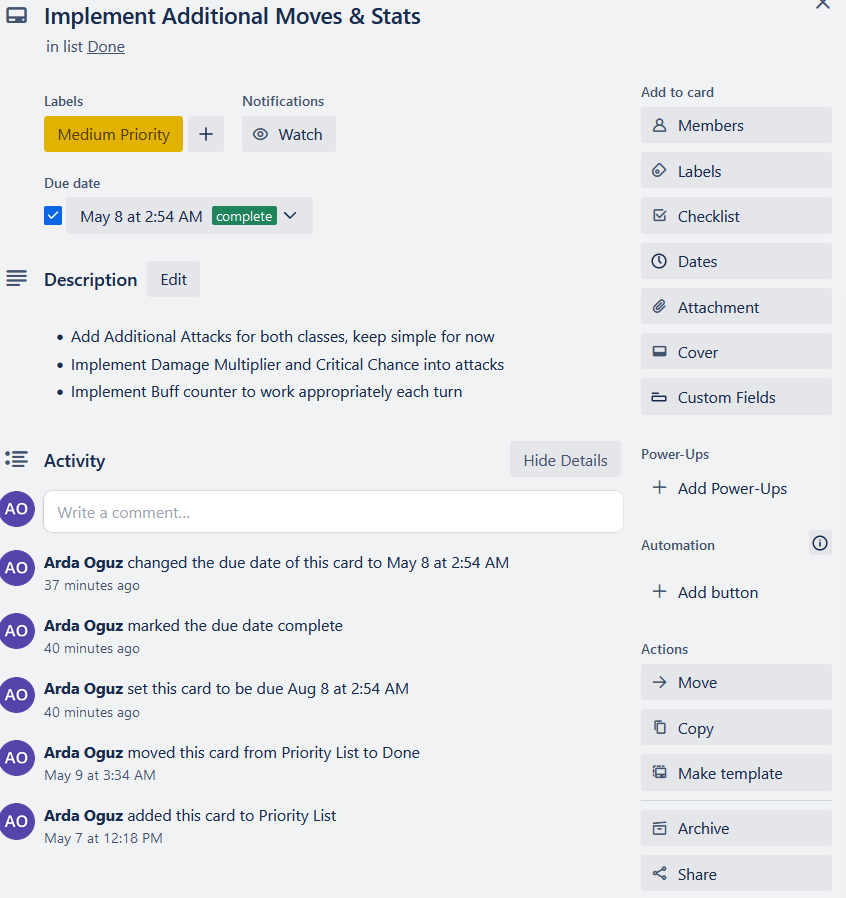 Implement Additional Moves & Stats
in list Done
Labels
Notifications
Medium Priority
Watch
Due date
May 8 at 2:54 AM complete
Description Edit
• Add Additional Attacks for both classes, keep simple for now
• Implement Damage Multiplier and Critical Chance into attacks
• Implement Buff counter to work appropriately each turn
Activity
Hide Details
AO
Write a comment...
AO
Arda Oguz changed the due date of this card to May 8 at 2:54 AM
37 minutes ago
AO
Arda Oguz marked the due date complete
40 minutes ago
AO
Arda Oguz set this card to be due Aug 8 at 2:54 AM
40 minutes ago
AO
Arda Oguz moved this card from Priority List to Done
May 9 at 3:34 AM
AO
Arda Oguz added this card to Priority List
May 7 at 12:18 PM
Add to card
Members
Labels
Checklist
Dates
Attachment
Cover
Custom Fields
Power-Ups
+ Add Power-Ups
Automation
+ Add button
Actions
Move
Copy
Make template
Archive
Share